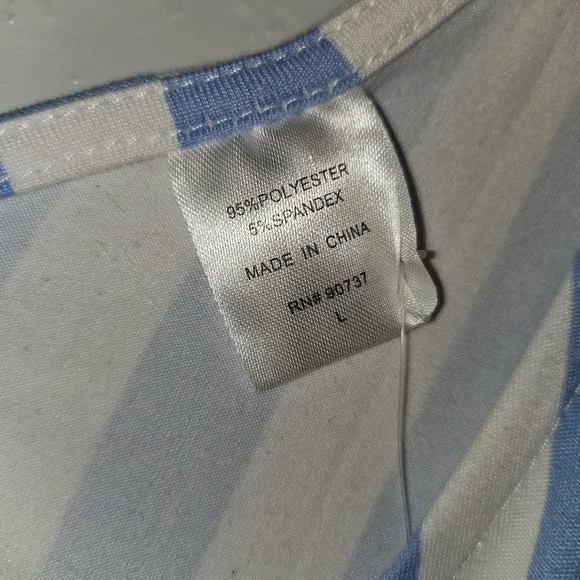 95%POLYESTER
5%SPANDEX
MADE IN CHINA
RN# 90737
L